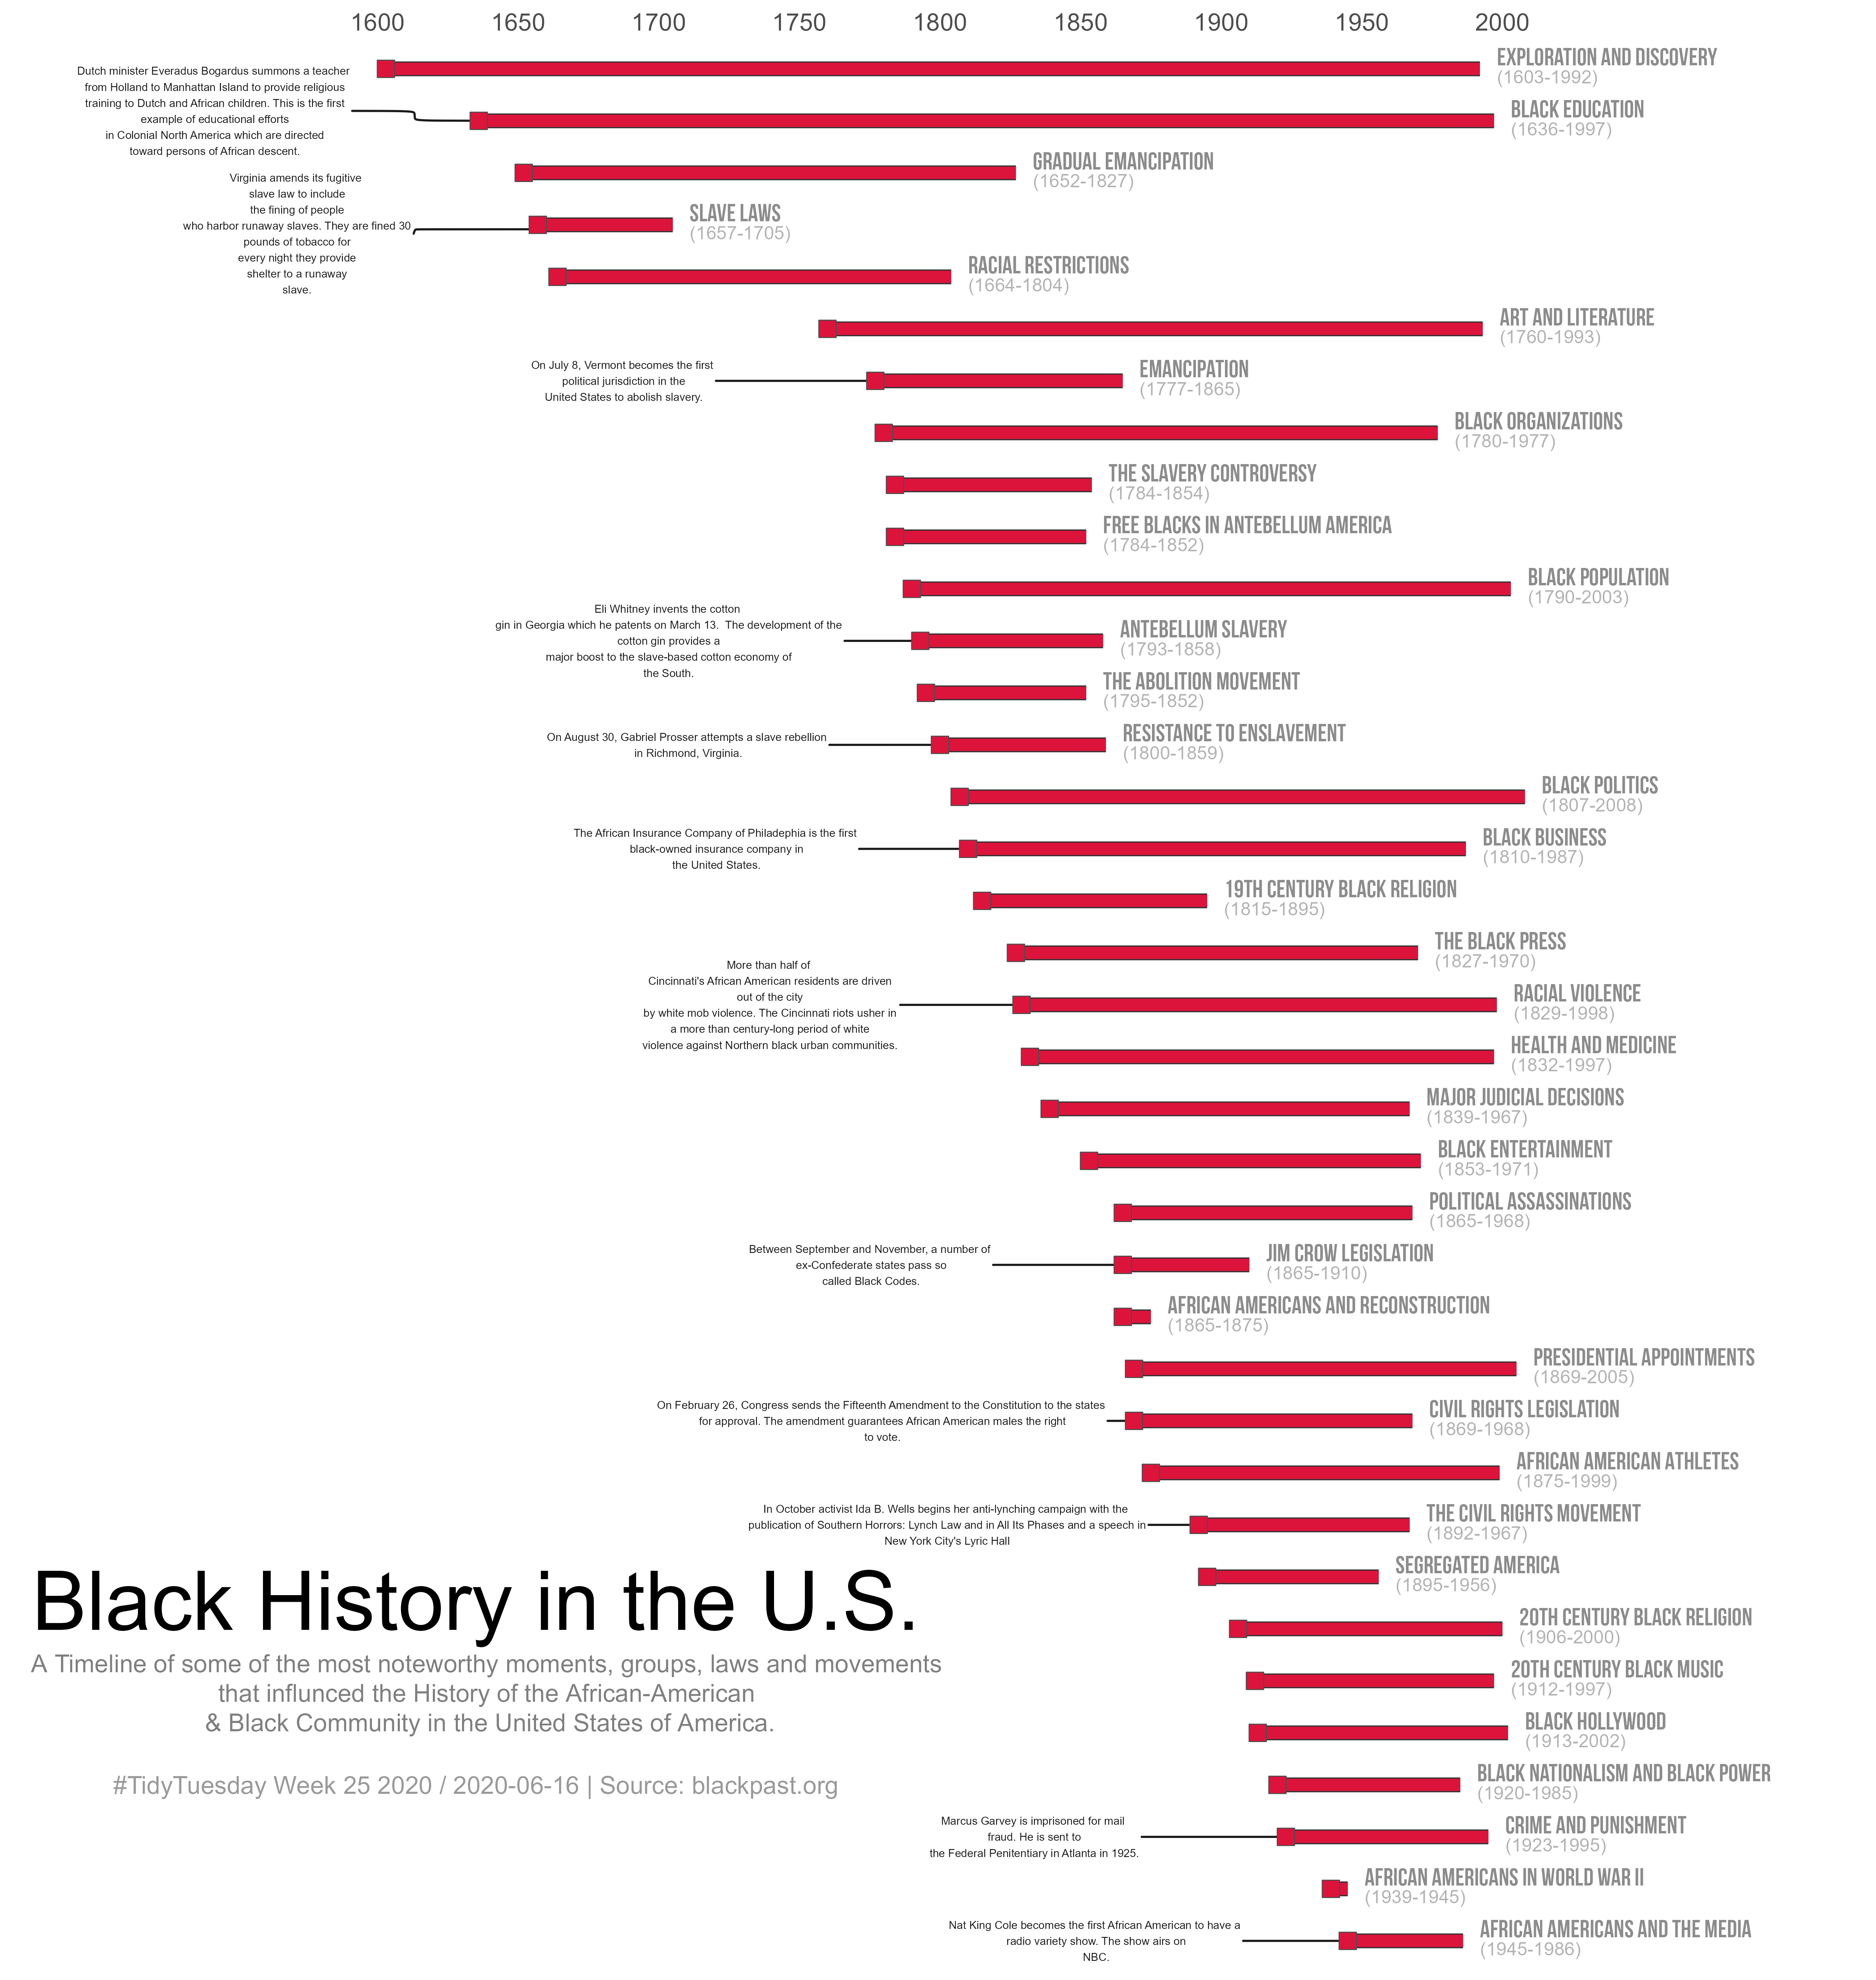 1600 1650 1700 1750 1800 1850 1900 1950 2000
EXPLORATION AND DISCOVERY
(1603-1992)
Dutch minister Everadus Bogardus summons a teacher
from Holland to Manhattan Island to provide religious
training to Dutch and African children. This is the first
example of educational efforts
in Colonial North America which are directed
toward persons of African descent.
BLACK EDUCATION
(1636-1997)
GRADUAL EMANCIPATION
(1652-1827)
Virginia amends its fugitive
slave law to include
the fining of people
who harbor runaway slaves. They are fined 30
pounds of tobacco for
every night they provide
shelter to a runaway
slave.
SLAVE LAWS
(1657-1705)
RACIAL RESTRICTIONS
(1664-1804)
ART AND LITERATURE
(1760-1993)
On July 8, Vermont becomes the first
political jurisdiction in the
United States to abolish slavery.
EMANCIPATION
(1777-1865)
BLACK ORGANIZATIONS
(1780-1977)
THE SLAVERY CONTROVERSY
(1784-1854)
FREE BLACKS IN ANTEBELLUM AMERICA
(1784-1852)
BLACK POPULATION
(1790-2003)
Eli Whitney invents the cotton
gin in Georgia which he patents on March 13.  The development of the
cotton gin provides a
major boost to the slave-based cotton economy of
the South.
ANTEBELLUM SLAVERY
(1793-1858)
THE ABOLITION MOVEMENT
(1795-1852)
On August 30, Gabriel Prosser attempts a slave rebellion
in Richmond, Virginia.
RESISTANCE TO ENSLAVEMENT
(1800-1859)
BLACK POLITICS
(1807-2008)
The African Insurance Company of Philadephia is the first
black-owned insurance company in
the United States.
BLACK BUSINESS
(1810-1987)
19TH CENTURY BLACK RELIGION
(1815-1895)
THE BLACK PRESS
(1827-1970)
More than half of
Cincinnati's African American residents are driven
out of the city
by white mob violence. The Cincinnati riots usher in
a more than century-long period of white
violence against Northern black urban communities.
RACIAL VIOLENCE
(1829-1998)
HEALTH AND MEDICINE
(1832-1997)
MAJOR JUDICIAL DECISIONS
(1839-1967)
BLACK ENTERTAINMENT
(1853-1971)
POLITICAL ASSASSINATIONS
(1865-1968)
Between September and November, a number of
ex-Confederate states pass so
called Black Codes.
JIM CROW LEGISLATION
(1865-1910)
AFRICAN AMERICANS AND RECONSTRUCTION
(1865-1875)
PRESIDENTIAL APPOINTMENTS
(1869-2005)
On February 26, Congress sends the Fifteenth Amendment to the Constitution to the states
for approval. The amendment guarantees African American males the right
to vote.
CIVIL RIGHTS LEGISLATION
(1869-1968)
AFRICAN AMERICAN ATHLETES
(1875-1999)
In October activist Ida B. Wells begins her anti-lynching campaign with the
publication of Southern Horrors: Lynch Law and in All Its Phases and a speech in
New York City's Lyric Hall
THE CIVIL RIGHTS MOVEMENT
(1892-1967)
SEGREGATED AMERICA
(1895-1956)
20TH CENTURY BLACK RELIGION
(1906-2000)
20TH CENTURY BLACK MUSIC
(1912-1997)
BLACK HOLLYWOOD
(1913-2002)
BLACK NATIONALISM AND BLACK POWER
(1920-1985)
Marcus Garvey is imprisoned for mail
fraud. He is sent to
the Federal Penitentiary in Atlanta in 1925.
CRIME AND PUNISHMENT
(1923-1995)
AFRICAN AMERICANS IN WORLD WAR II
(1939-1945)
Nat King Cole becomes the first African American to have a
radio variety show. The show airs on
NBC.
AFRICAN AMERICANS AND THE MEDIA
(1945-1986)
Black History in the U.S.
A Timeline of some of the most noteworthy moments, groups, laws and movements
that influnced the History of the African-American
& Black Community in the United States of America.
#TidyTuesday Week 25 2020 / 2020-06-16 | Source: blackpast.org